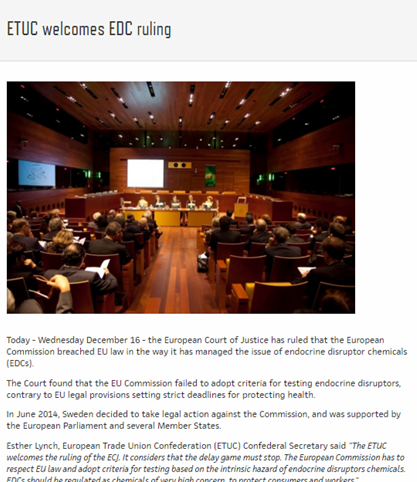 ETUC welcomes EDC ruling
Today - Wednesday December 16 - the European Court of Justice has ruled that the European
Commission breached EU law in the way it has managed the issue of endocrine disruptor chemicals
(EDCs).
The Court found that the EU Commission failed to adopt criteria for testing endocrine disruptors,
contrary to EU legal provisions setting strict deadlines for protecting health.
In June 2014, Sweden decided to take legal action against the Commission, and was supported by
the European Parliament and several Member States.
Esther Lynch, European Trade Union Confederation (ETUC) Confederal Secretary said "The ETUC
welcomes the ruling of the ECJ. It considers that the delay game must stop. The European Commission has to
respect EU law and adopt criteria for testing based on the intrinsic hazard of endocrine disruptors chemicals.
EDCs should be regulated as chemicals of very high concern, to protect consumers and workers."